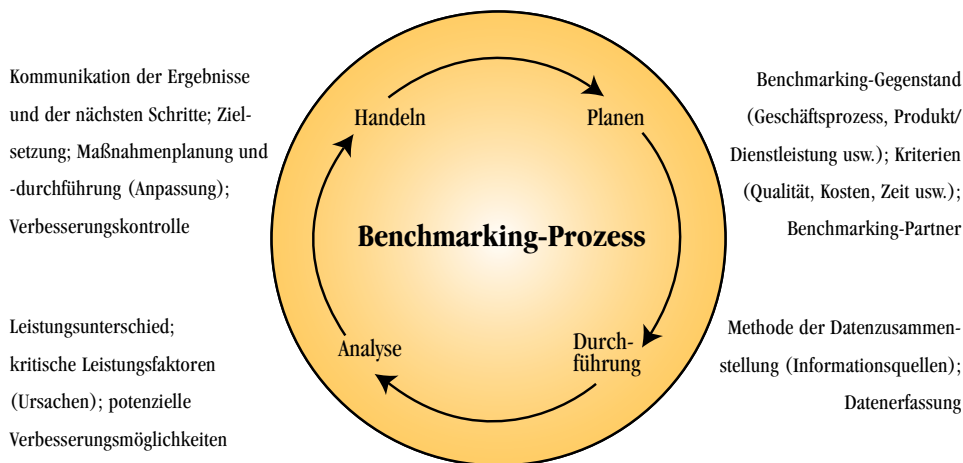 Kommunikation der Ergebnisse
und der nächsten Schritte; Ziel-
setzung; Maßnahmenplanung und
-durchführung (Anpassung);
Verbesserungskontrolle
Handeln
Planen
Benchmarking-Gegenstand
(Geschäftsprozess, Produkt/
Dienstleistung usw.); Kriterien
(Qualität, Kosten, Zeit usw.);
Benchmarking-Partner
Benchmarking-Prozess
Leistungsunterschied;
kritische Leistungsfaktoren
(Ursachen); potenzielle
Verbesserungsmöglichkeiten
Analyse
Durch-
führung
Methode der Datenzusammen-
stellung (Informationsquellen);
Datenerfassung